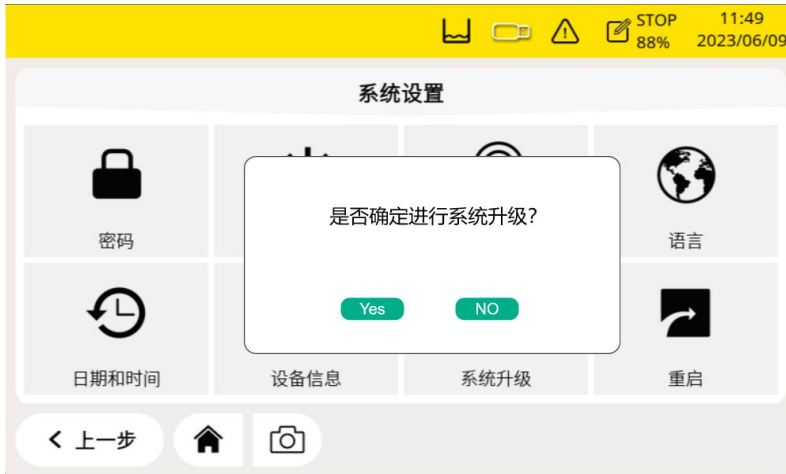 STOP
88%
11:49
2023/06/09
系统设置
是否确定进行系统升级?
Yes
NO
密码
语言
日期和时间
设备信息
系统升级
重启
上一步